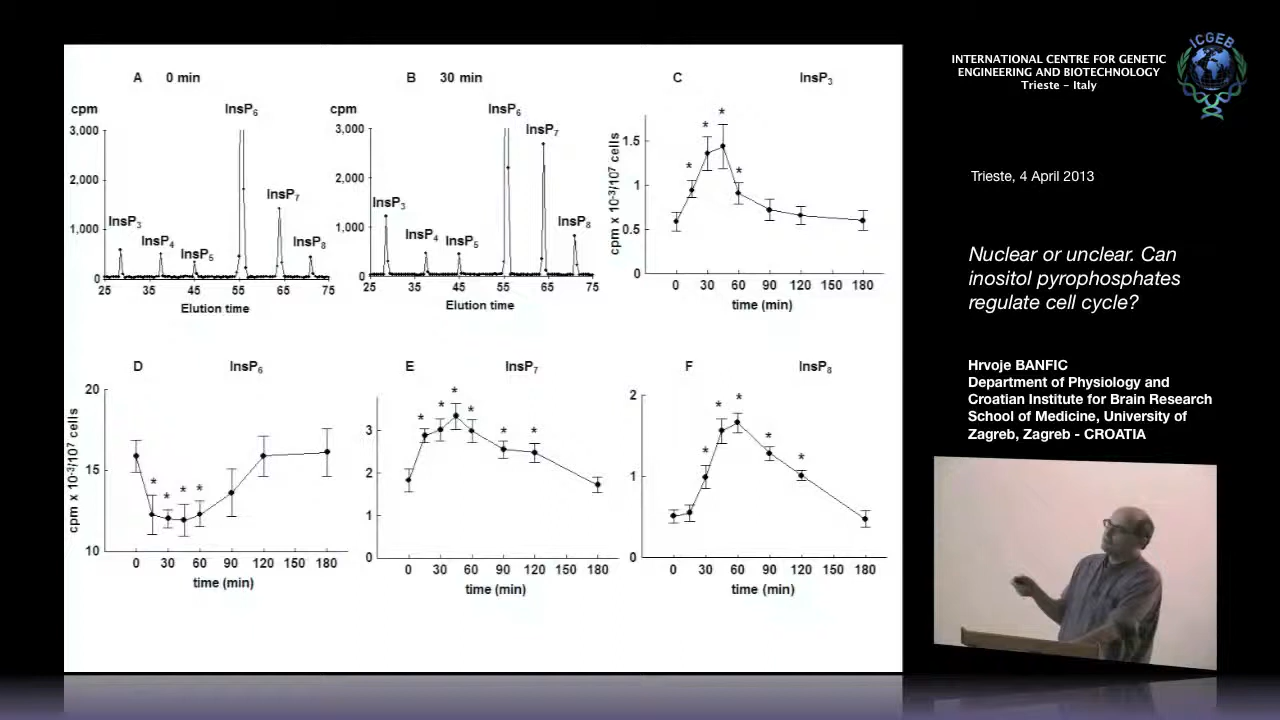 A 0 min
cpm
3,000
2,000
1,000
0
InsP₃
InsP₄
InsP₅
InsP₆
InsP₇
InsP₈
25 35 45 55 65 75
Elution time
B 30 min
cpm
3,000
2,000
1,000
0
InsP₃
InsP₄
InsP₅
InsP₆
InsP₇
InsP₈
25 35 45 55 65 75
Elution time
C InsP₃
cpm x 10⁻³/10⁷ cells
1.5
1
0.5
0
* * * * 
0 30 60 90 120 150 180
time (min)
D InsP₆
cpm x 10⁻³/10⁷ cells
20
15
10
* * * *
0 30 60 90 120 150 180
time (min)
E InsP₇
3
2
1
0
* * * * * *
0 30 60 90 120 150 180
time (min)
F InsP₈
2
1
0
* * * * *
0 30 60 90 120 150 180
time (min)
INTERNATIONAL CENTRE FOR GENETIC
ENGINEERING AND BIOTECHNOLOGY
Trieste - Italy
ICGEB
Trieste, 4 April 2013
Nuclear or unclear. Can
inositol pyrophosphates
regulate cell cycle?
Hrvoje BANFIC
Department of Physiology and
Croatian Institute for Brain Research
School of Medicine, University of
Zagreb, Zagreb - CROATIA